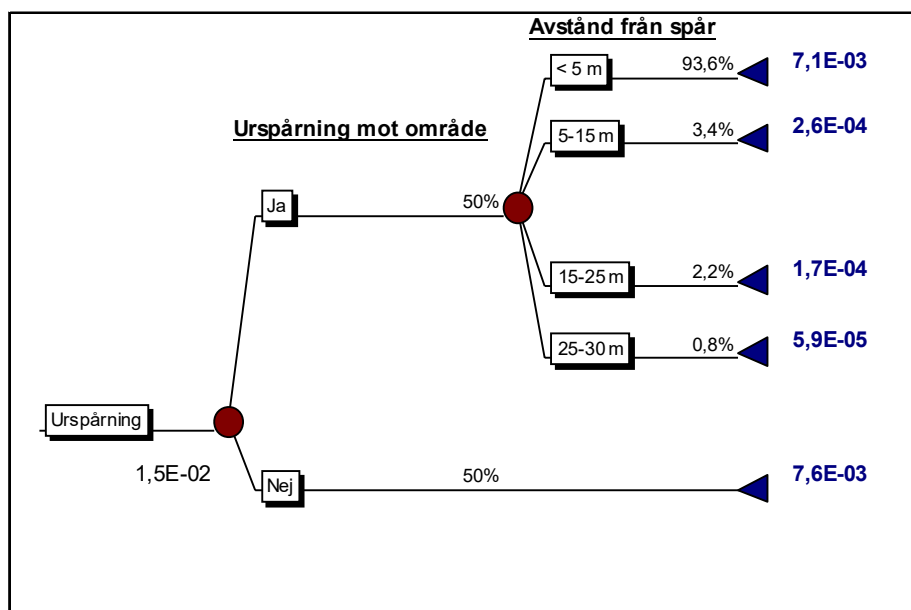 Avstånd från spår
< 5 m 93,6% 7,1E-03
Urspårning mot område
5-15 m 3,4% 2,6E-04
Ja 50%
15-25 m 2,2% 1,7E-04
25-30 m 0,8% 5,9E-05
Urspårning
1,5E-02
Nej 50% 7,6E-03